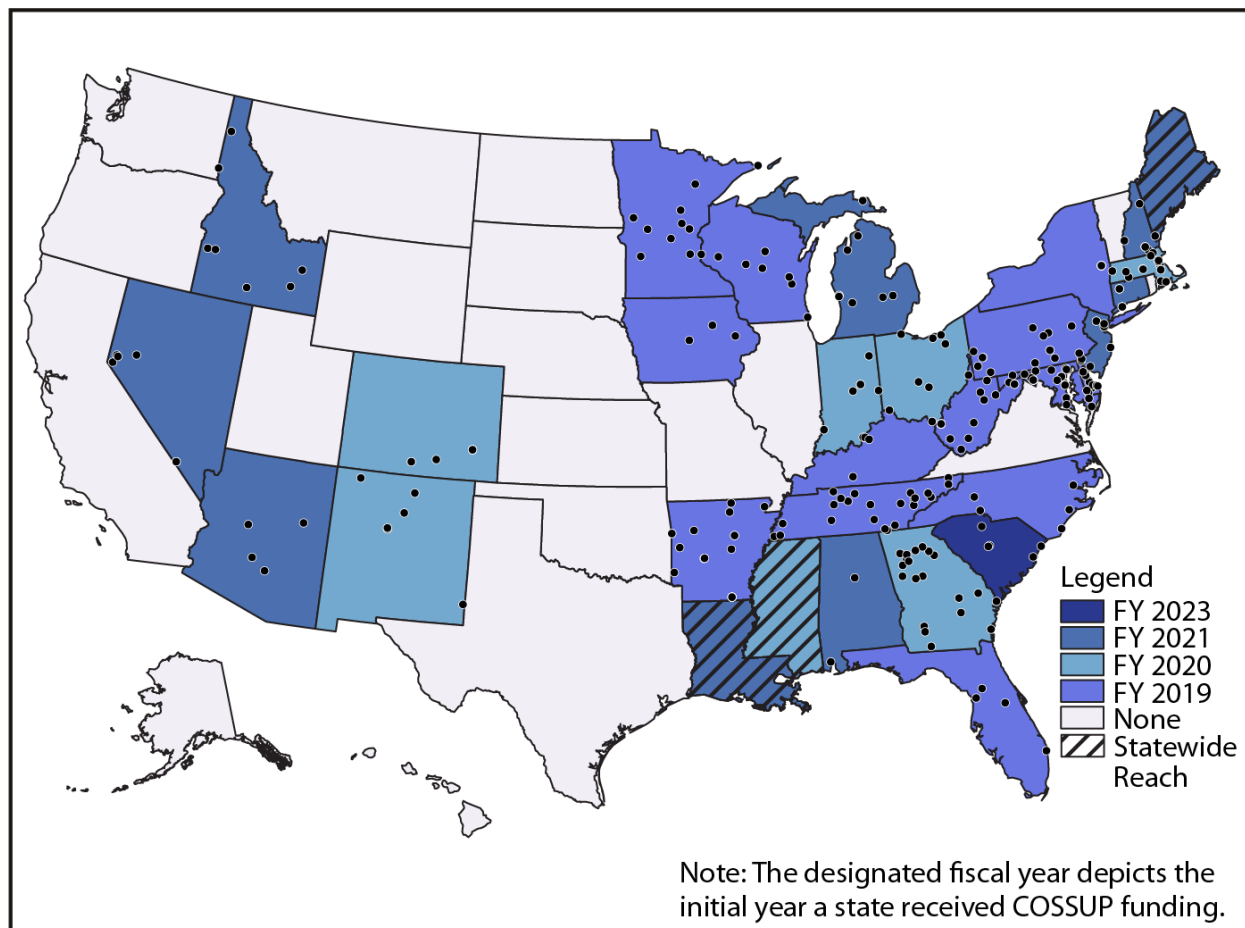 Legend
FY 2023
FY 2021
FY 2020
FY 2019
None
Statewide
Reach
Note: The designated fiscal year depicts the
initial year a state received COSSUP funding.